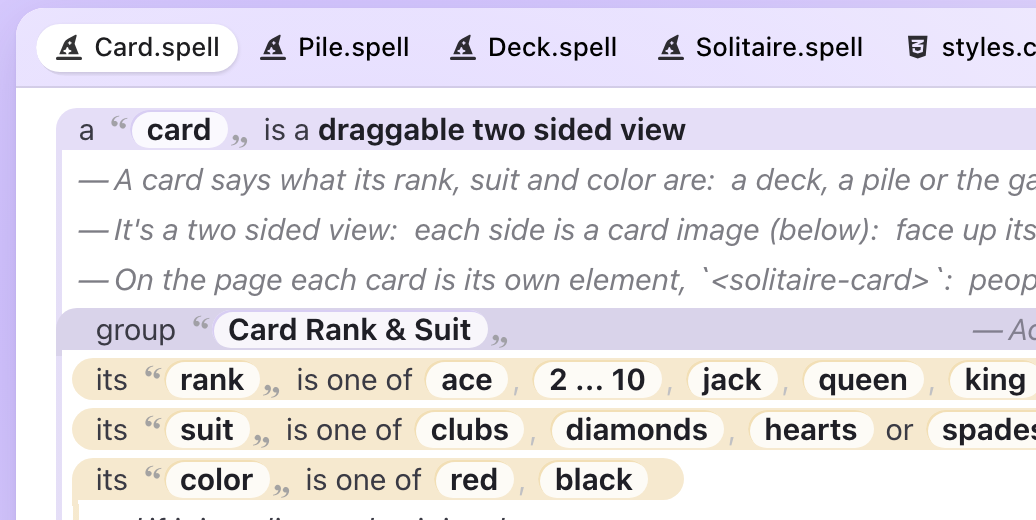 Card.spell Pile.spell Deck.spell Solitaire.spell styles.c
a “ card „ is a draggable two sided view
— A card says what its rank, suit and color are: a deck, a pile or the ga
— It's a two sided view: each side is a card image (below): face up its
— On the page each card is its own element, `<solitaire-card>`: peop
group “ Card Rank & Suit „ — Ac
its “ rank „ is one of ace , 2 ... 10 , jack , queen , king
its “ suit „ is one of clubs , diamonds , hearts or spades
its “ color „ is one of red , black